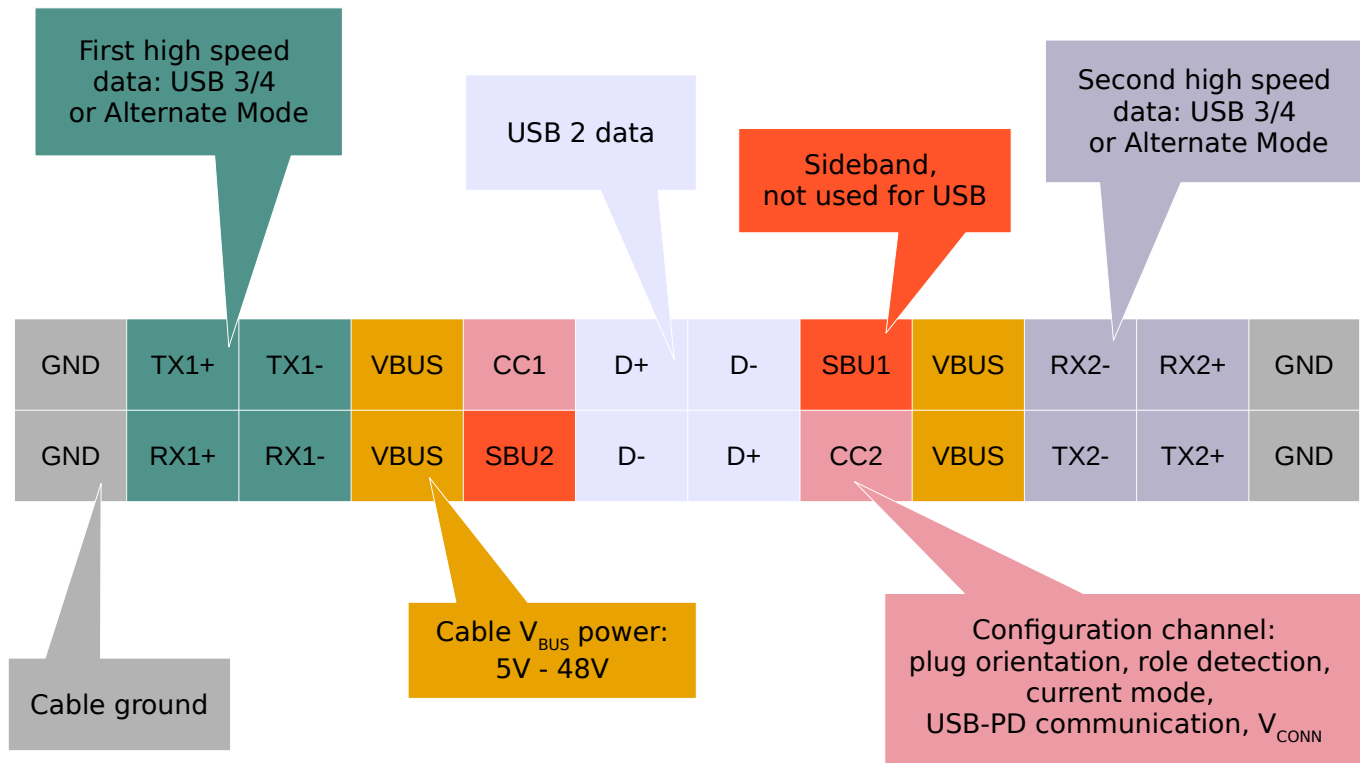 First high speed
data: USB 3/4
or Alternate Mode
USB 2 data
Sideband,
not used for USB
Second high speed
data: USB 3/4
or Alternate Mode
GND TX1+ TX1- VBUS CC1 D+ D- SBU1 VBUS RX2- RX2+ GND
GND RX1+ RX1- VBUS SBU2 D- D+ CC2 VBUS TX2- TX2+ GND
Cable ground
Cable VBUS power:
5V - 48V
Configuration channel:
plug orientation, role detection,
current mode,
USB-PD communication, VCONN